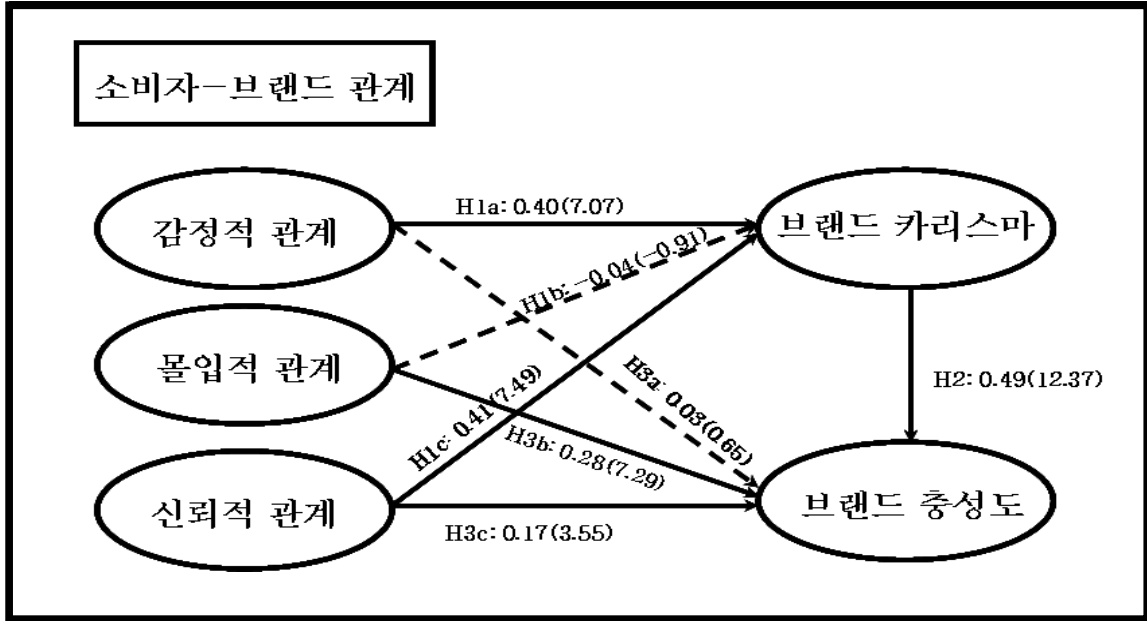 소비자-브랜드 관계
감정적 관계
H1a: 0.40(7.07)
브랜드 카리스마
H1b: -0.04(-0.91)
몰입적 관계
H3a: 0.03(0.65)
H2: 0.49(12.37)
H1c: 0.41(7.49)
H3b: 0.28(7.29)
신뢰적 관계
H3c: 0.17(3.55)
브랜드 충성도